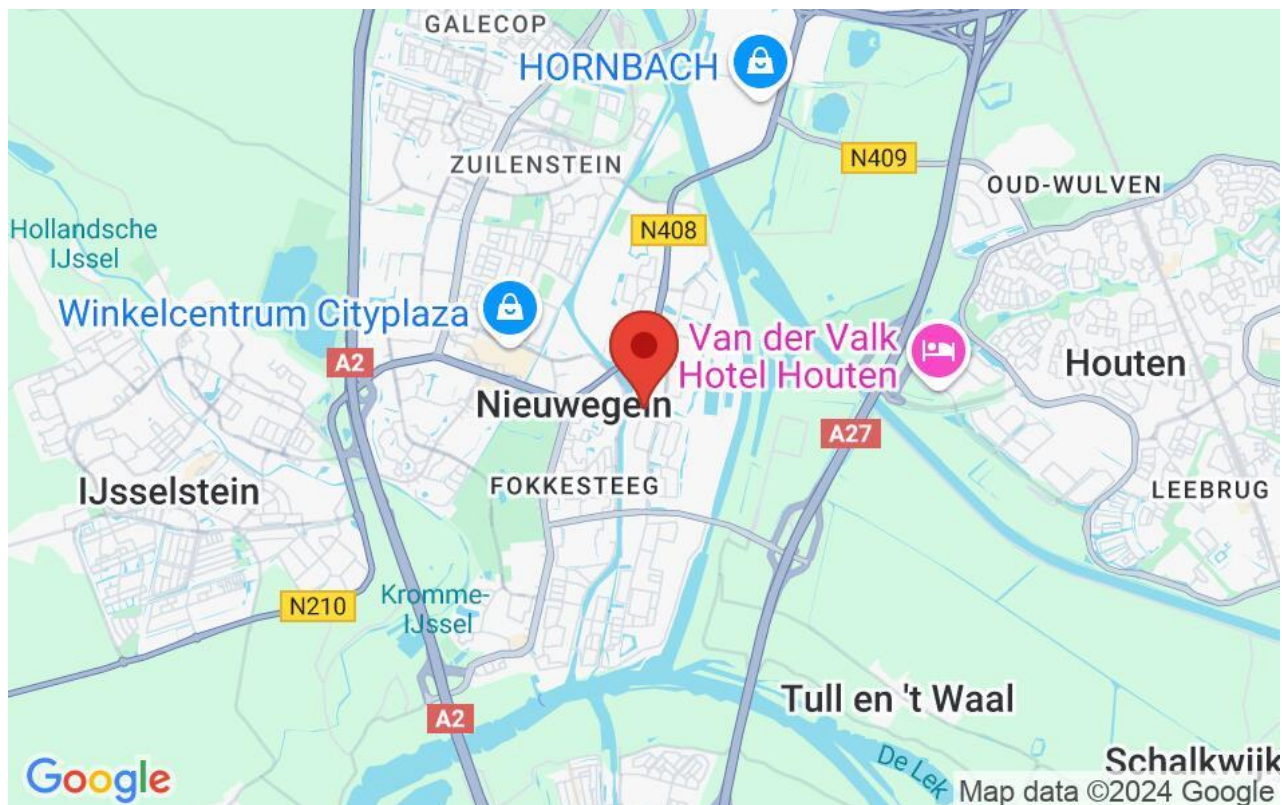 GALECOP
HORNBACH
N409
ZUILENSTEIN
OUD-WULVEN
Hollandsche
IJssel
N408
Winkelcentrum Cityplaza
Van der Valk
Hotel Houten
A2
Houten
Nieuwegein
A27
IJsselstein
FOKKESTEEG
LEEBRUG
N210
Kromme-
IJssel
Tull en 't Waal
A2
De Lek
Schalkwijk
Google
Map data ©2024 Google